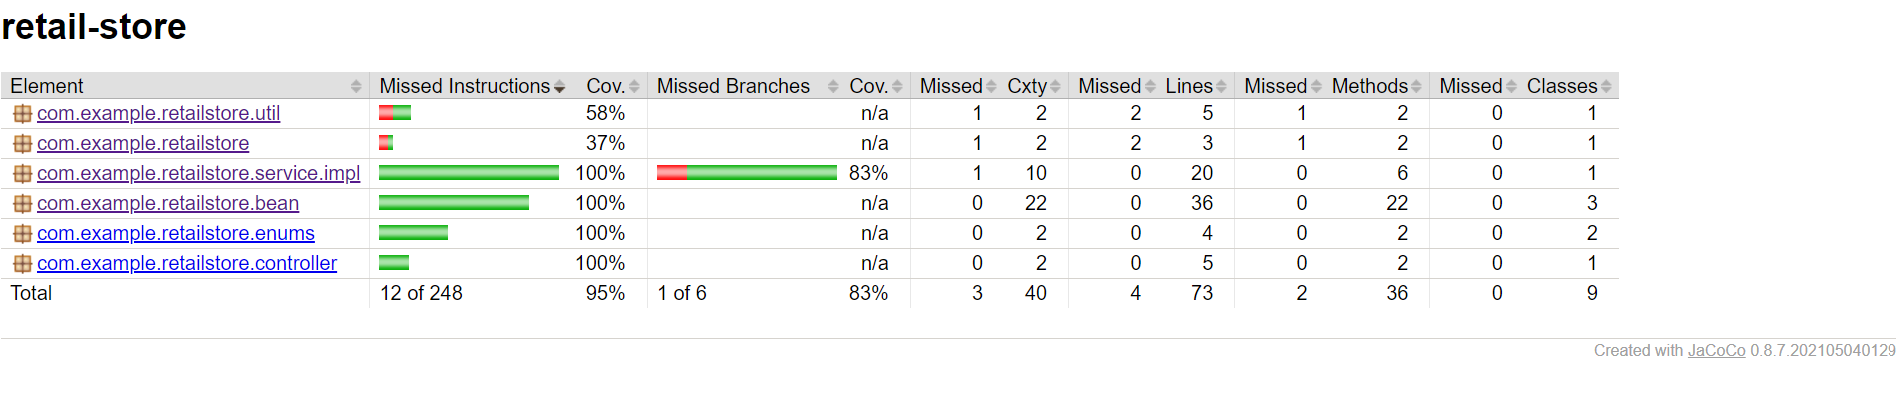 retail-store
Element Missed Instructions Cov. Missed Branches Cov. Missed Cxty Missed Lines Missed Methods Missed Classes
com.example.retailstore.util 58% n/a 1 2 2 5 1 2 0 1
com.example.retailstore 37% n/a 1 2 2 3 1 2 0 1
com.example.retailstore.service.impl 100% 83% 1 10 0 20 0 6 0 1
com.example.retailstore.bean 100% n/a 0 22 0 36 0 22 0 3
com.example.retailstore.enums 100% n/a 0 2 0 4 0 2 0 2
com.example.retailstore.controller 100% n/a 0 2 0 5 0 2 0 1
Total 12 of 248 95% 1 of 6 83% 3 40 4 73 2 36 0 9
Created with JaCoCo 0.8.7.202105040129